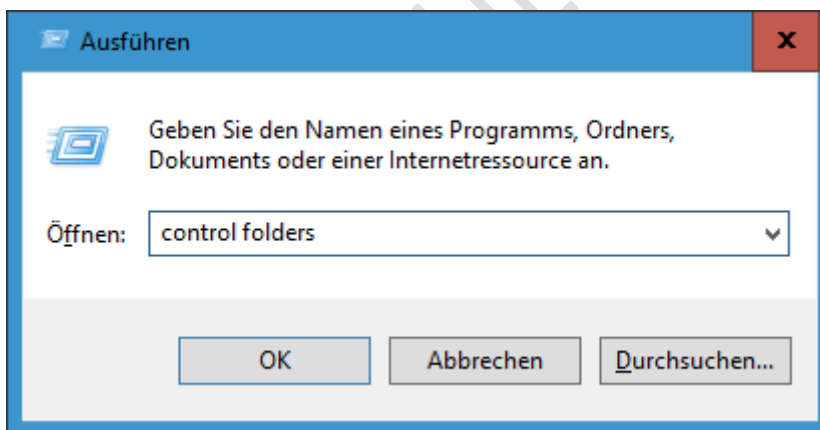 Ausführen
x
Geben Sie den Namen eines Programms, Ordners,
Dokuments oder einer Internetressource an.
Öffnen: control folders
OK Abbrechen Durchsuchen...